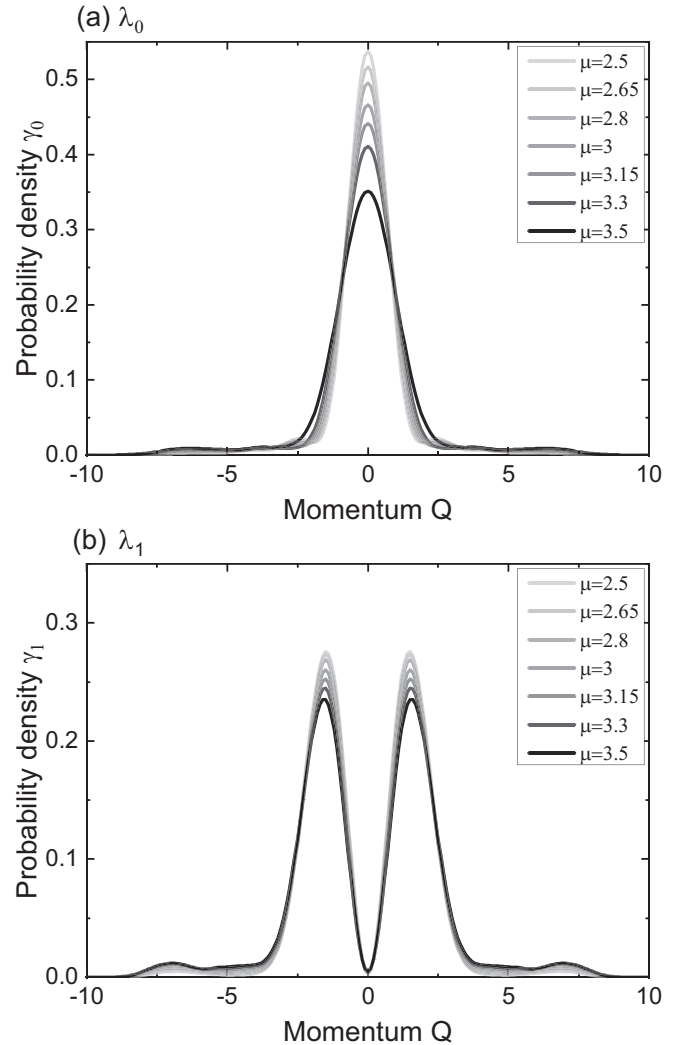 (a) λ0
Probability density γ0
0.5
0.4
0.3
0.2
0.1
0.0
-10 -5 0 5 10
Momentum Q
μ=2.5
μ=2.65
μ=2.8
μ=3
μ=3.15
μ=3.3
μ=3.5
(b) λ1
Probability density γ1
0.3
0.2
0.1
0.0
-10 -5 0 5 10
Momentum Q
μ=2.5
μ=2.65
μ=2.8
μ=3
μ=3.15
μ=3.3
μ=3.5